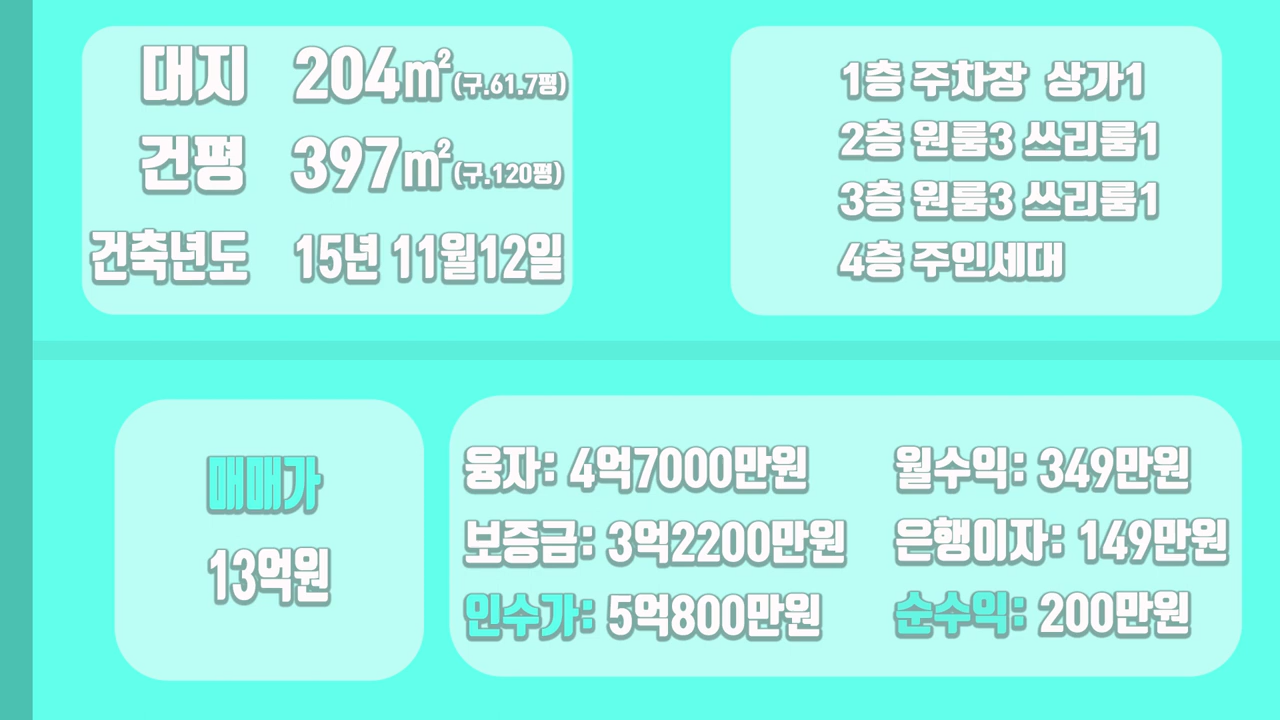 대지 204㎡(구.61.7평)
건평 397㎡(구.120평)
건축년도 15년 11월12일
1층 주차장 상가1
2층 원룸3 쓰리룸1
3층 원룸3 쓰리룸1
4층 주인세대
매매가
13억원
융자: 4억7000만원
보증금: 3억2200만원
인수가: 5억800만원
월수익: 349만원
은행이자: 149만원
순수익: 200만원